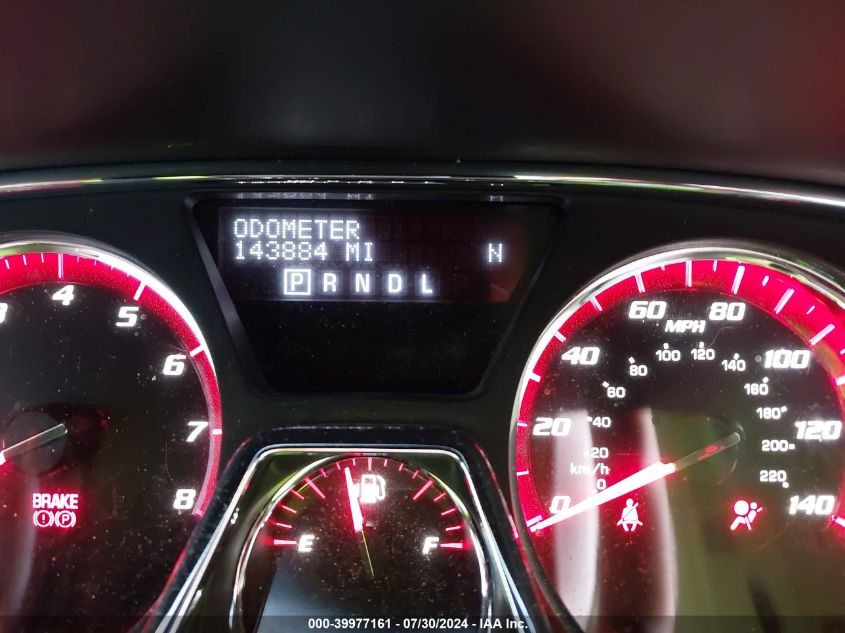 ODOMETER
143884 MI N
P R N D L
3 4 5 6 7 8
BRAKE
P
E F
0 20 40 60 80 100 120 140
MPH
0 20 40 60 80 100 120 140 160 180 200 220
km/h
000-39977161 - 07/30/2024 - IAA Inc.